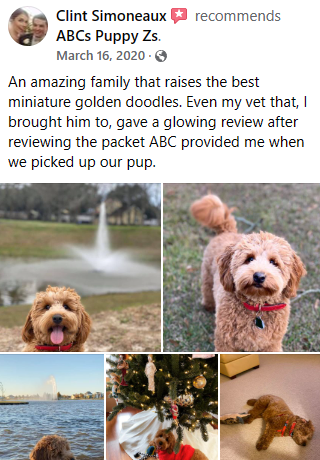 Clint Simoneaux recommends
ABCs Puppy Zs.
March 16, 2020 ·
An amazing family that raises the best
miniature golden doodles. Even my vet that, I
brought him to, gave a glowing review after
reviewing the packet ABC provided me when
we picked up our pup.